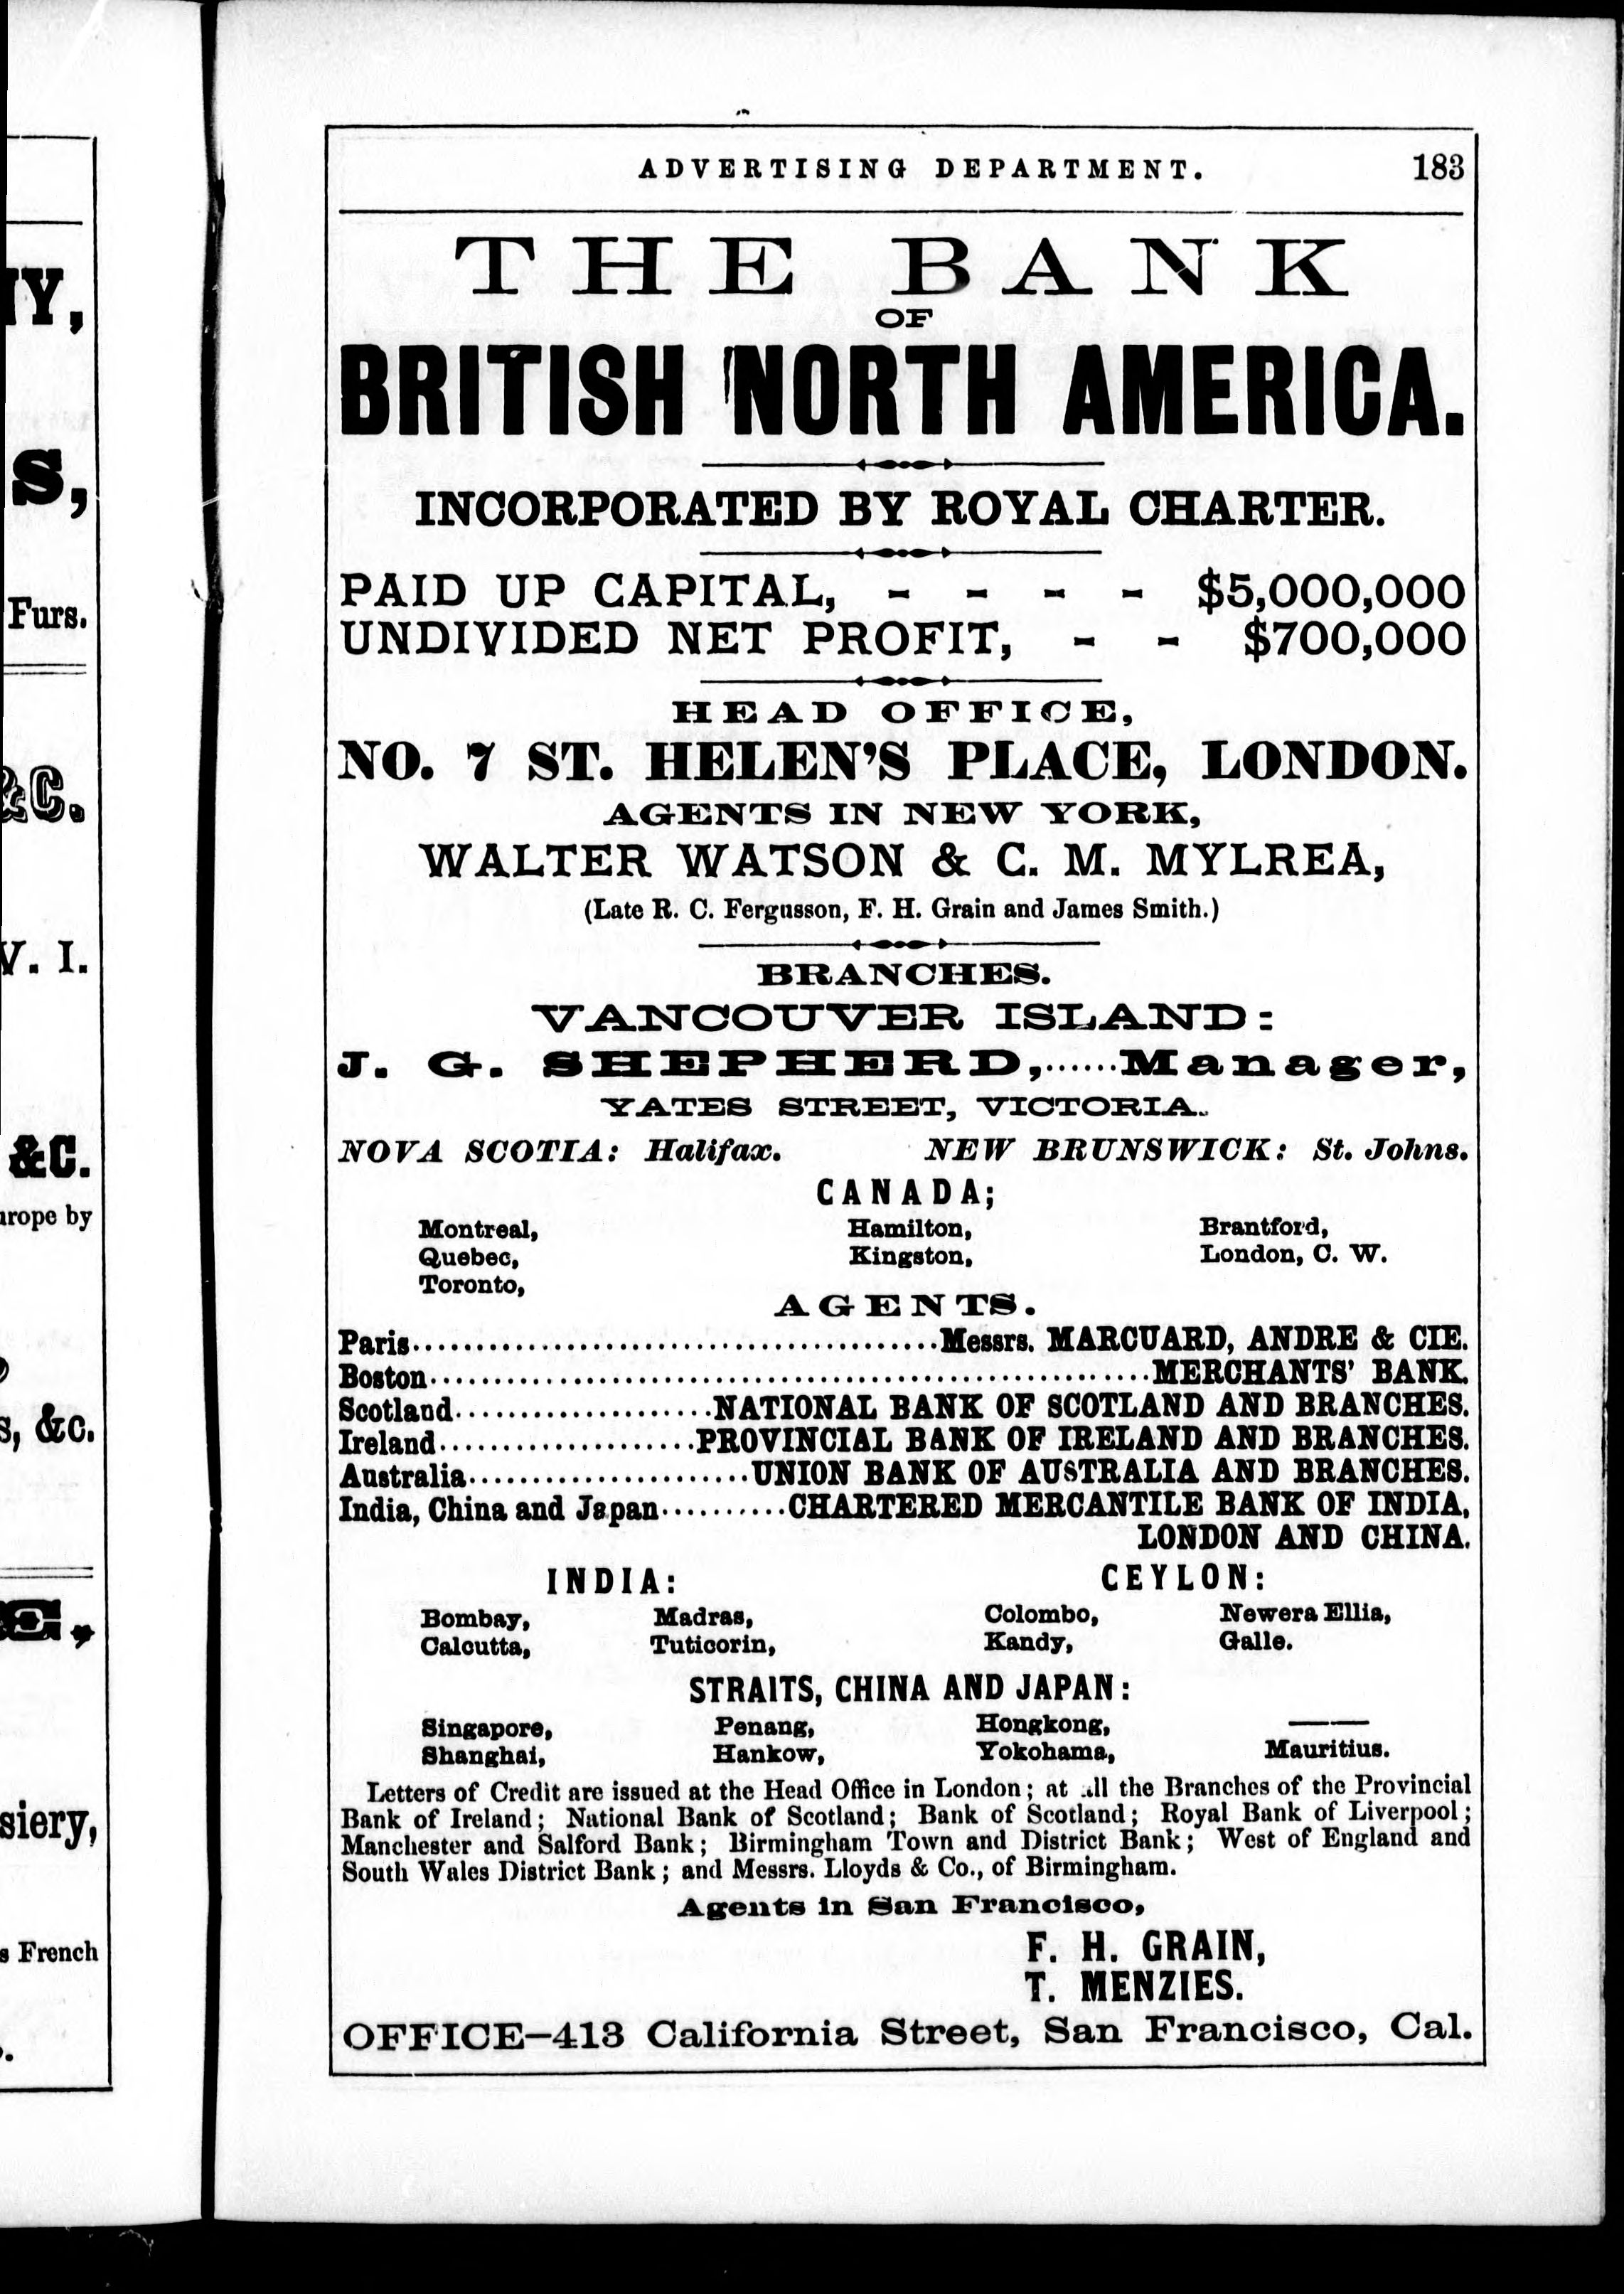 Y,
S,
Furs.
&C.
V. I.
&C.
urope by
s, &c.
E,
siery,
s French
ADVERTISING DEPARTMENT. 183
THE BANK
OF
BRITISH NORTH AMERICA.
INCORPORATED BY ROYAL CHARTER.
PAID UP CAPITAL, - - - - $5,000,000
UNDIVIDED NET PROFIT, - - $700,000
HEAD OFFICE,
NO. 7 ST. HELEN'S PLACE, LONDON.
AGENTS IN NEW YORK,
WALTER WATSON & C. M. MYLREA,
(Late R. C. Fergusson, F. H. Grain and James Smith.)
BRANCHES.
VANCOUVER ISLAND:
J. G. SHEPHERD,......Manager,
YATES STREET, VICTORIA.
NOVA SCOTIA: Halifax. NEW BRUNSWICK: St. Johns.
CANADA;
Montreal, Hamilton, Brantford,
Quebec, Kingston, London, C. W.
Toronto,
AGENTS.
Paris..........................................Messrs. MARCUARD, ANDRE & CIE.
Boston..........................................................MERCHANTS' BANK.
Scotland.....................NATIONAL BANK OF SCOTLAND AND BRANCHES.
Ireland.....................PROVINCIAL BANK OF IRELAND AND BRANCHES.
Australia.......................UNION BANK OF AUSTRALIA AND BRANCHES.
India, China and Japan..........CHARTERED MERCANTILE BANK OF INDIA,
LONDON AND CHINA.
INDIA: CEYLON:
Bombay, Madras, Colombo, Newera Ellia,
Calcutta, Tuticorin, Kandy, Galle.
STRAITS, CHINA AND JAPAN:
Singapore, Penang, Hongkong, ——
Shanghai, Hankow, Yokohama, Mauritius.
Letters of Credit are issued at the Head Office in London; at all the Branches of the Provincial
Bank of Ireland; National Bank of Scotland; Bank of Scotland; Royal Bank of Liverpool;
Manchester and Salford Bank; Birmingham Town and District Bank; West of England and
South Wales District Bank; and Messrs. Lloyds & Co., of Birmingham.
Agents in San Francisco,
F. H. GRAIN,
T. MENZIES.
OFFICE—413 California Street, San Francisco, Cal.